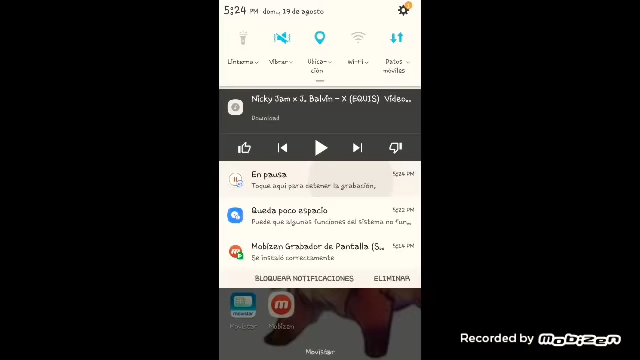 5:24 PM dom., 19 de agosto
Linterna Vibrar Ubica-ción Wi-Fi Datos móviles
Nicky Jam x J. Balvin - X (EQUIS) Video..
Download
En pausa 5:24 PM
Toque aquí para detener la grabación.
Queda poco espacio 5:22 PM
Puede que algunas funciones del sistema no fun..
Mobizen Grabador de Pantalla (S.. 5:14 PM
Se instaló correctamente
BLOQUEAR NOTIFICACIONES ELIMINAR
movistar
Movistar Mobizen
Movistar
Recorded by Mobizen